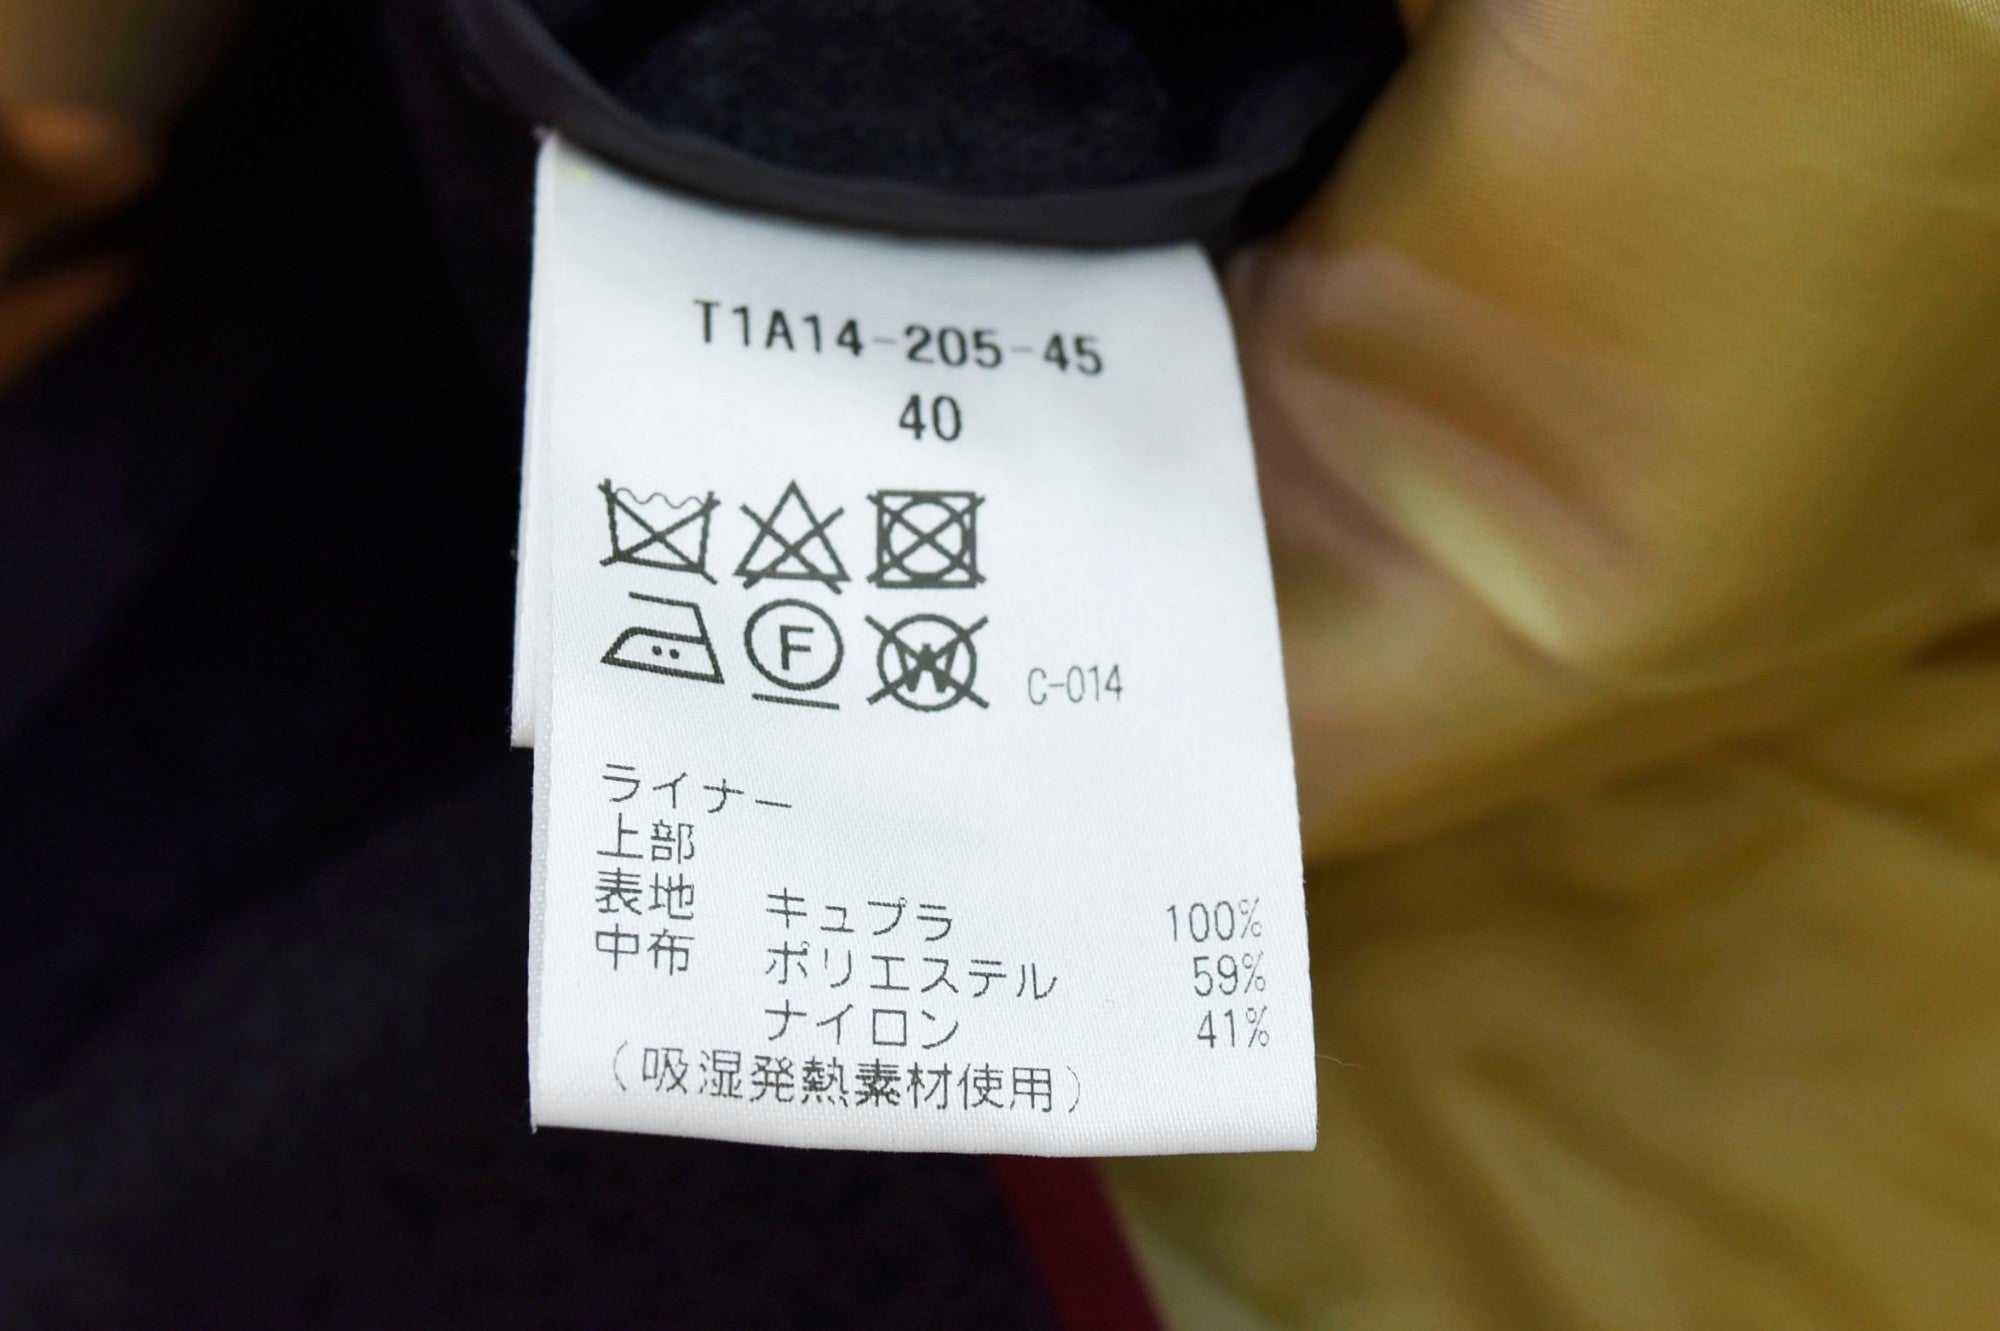 T1A14-205-45
40
F
W
C-014
ライナー
上部
表地 キュプラ 100%
中布 ポリエステル 59%
ナイロン 41%
(吸湿発熱素材使用)